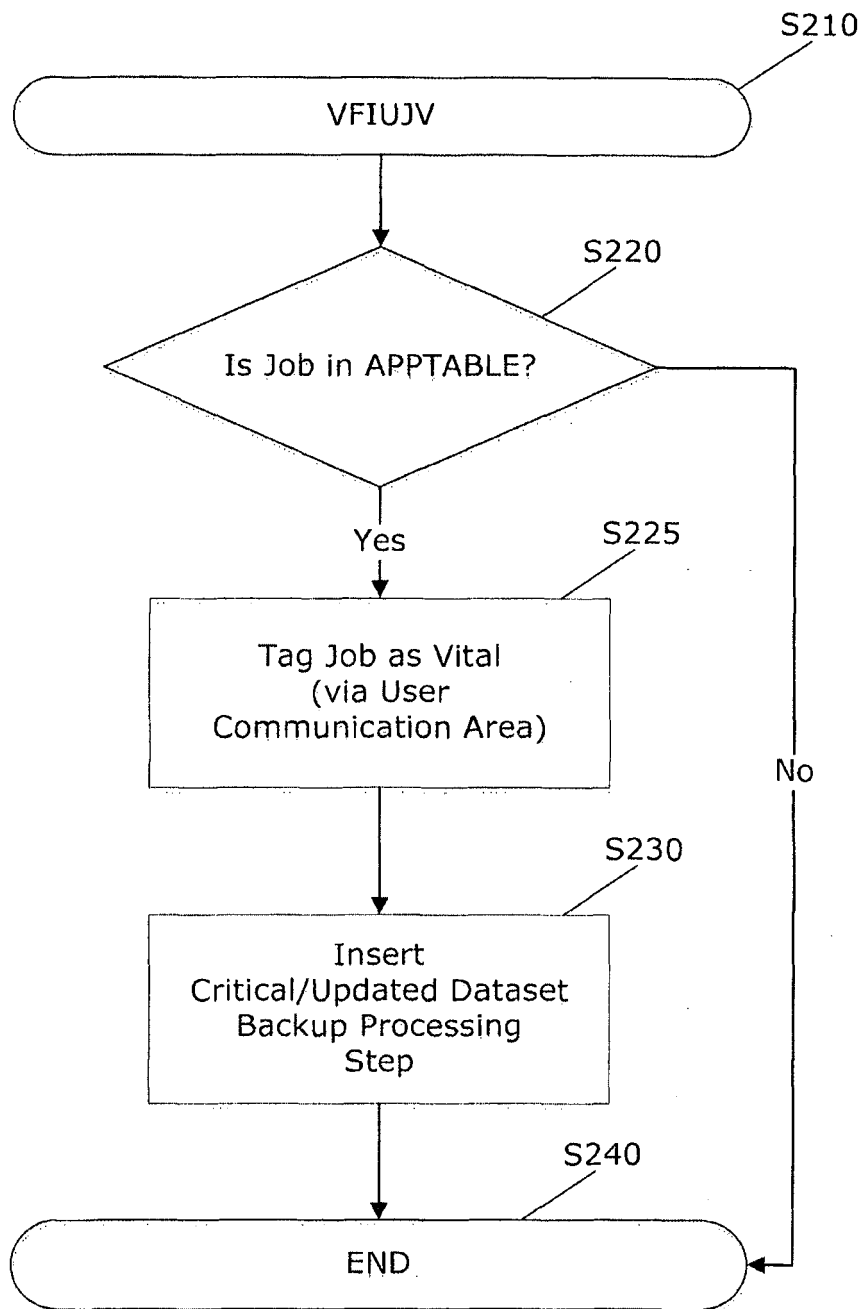 S210
VFIUJV
S220
Is Job in APPTABLE?
Yes
S225
Tag Job as Vital
(via User
Communication Area)
No
S230
Insert
Critical/Updated Dataset
Backup Processing
Step
S240
END